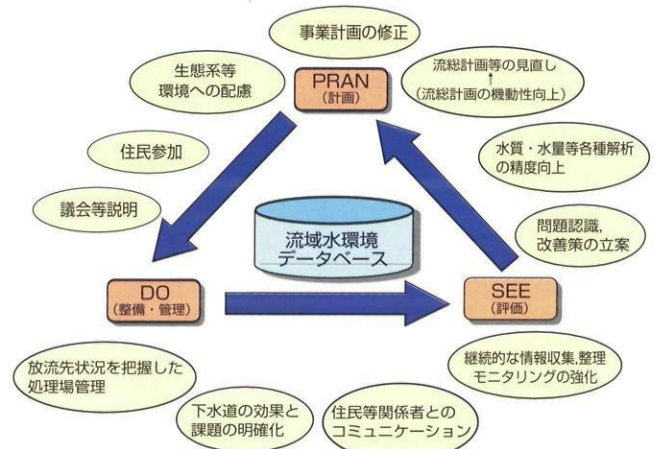 事業計画の修正
生態系等
環境への配慮
PRAN
(計画)
流総計画等の見直し
↑
(流総計画の機動性向上)
住民参加
水質・水量等各種解析
の精度向上
議会等説明
流域水環境
データベース
問題認識,
改善策の立案
DO
(整備・管理)
SEE
(評価)
放流先状況を把握した
処理場管理
継続的な情報収集,整理
モニタリングの強化
下水道の効果と
課題の明確化
住民等関係者との
コミュニケーション